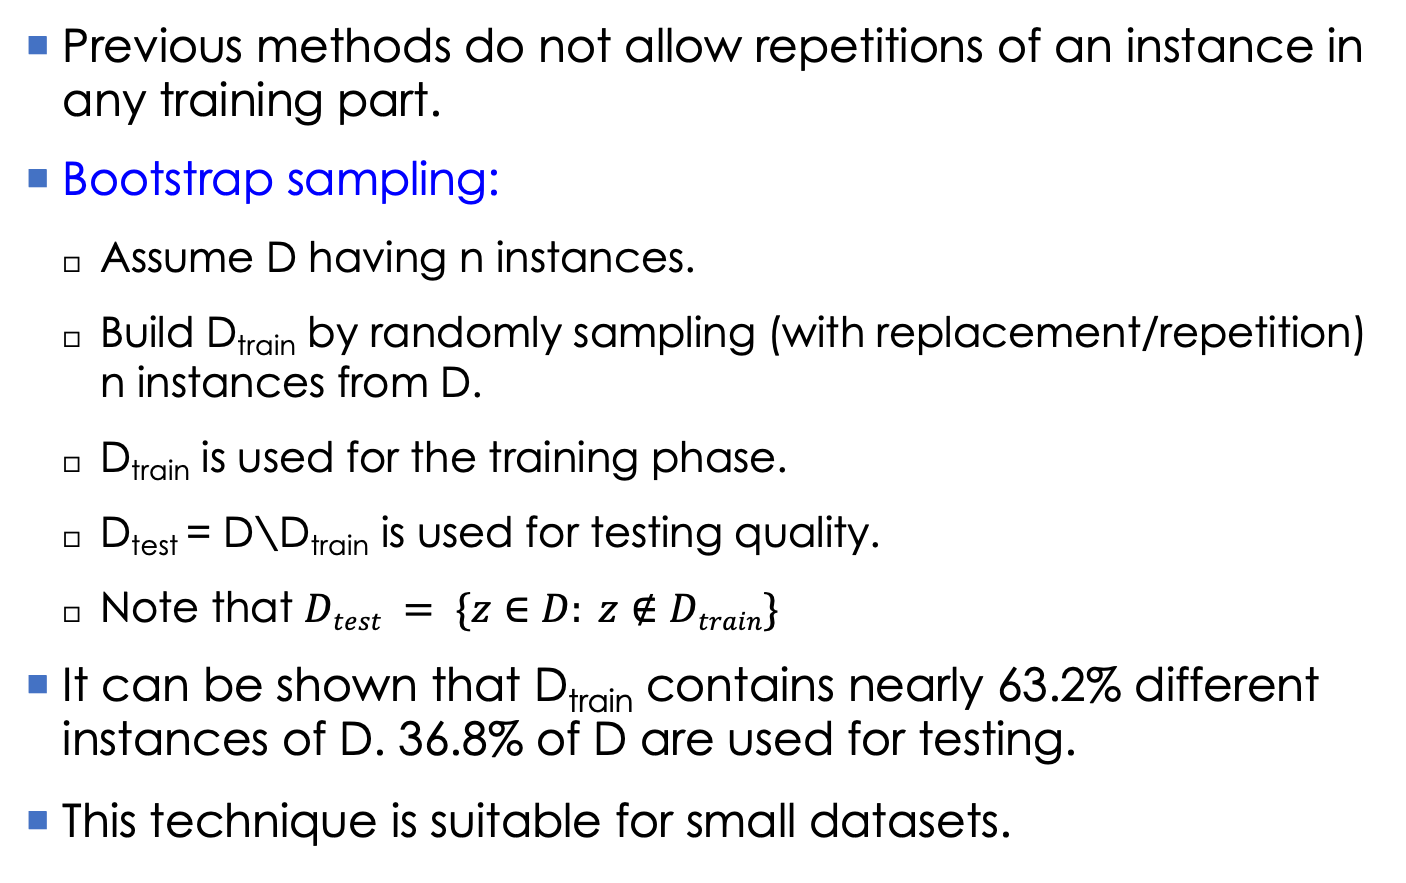 Previous methods do not allow repetitions of an instance in
any training part.
Bootstrap sampling:
Assume D having n instances.
Build Dtrain by randomly sampling (with replacement/repetition)
n instances from D.
Dtrain is used for the training phase.
Dtest = D\Dtrain is used for testing quality.
Note that D_test = {z ∈ D: z ∉ D_train}
It can be shown that Dtrain contains nearly 63.2% different
instances of D. 36.8% of D are used for testing.
This technique is suitable for small datasets.